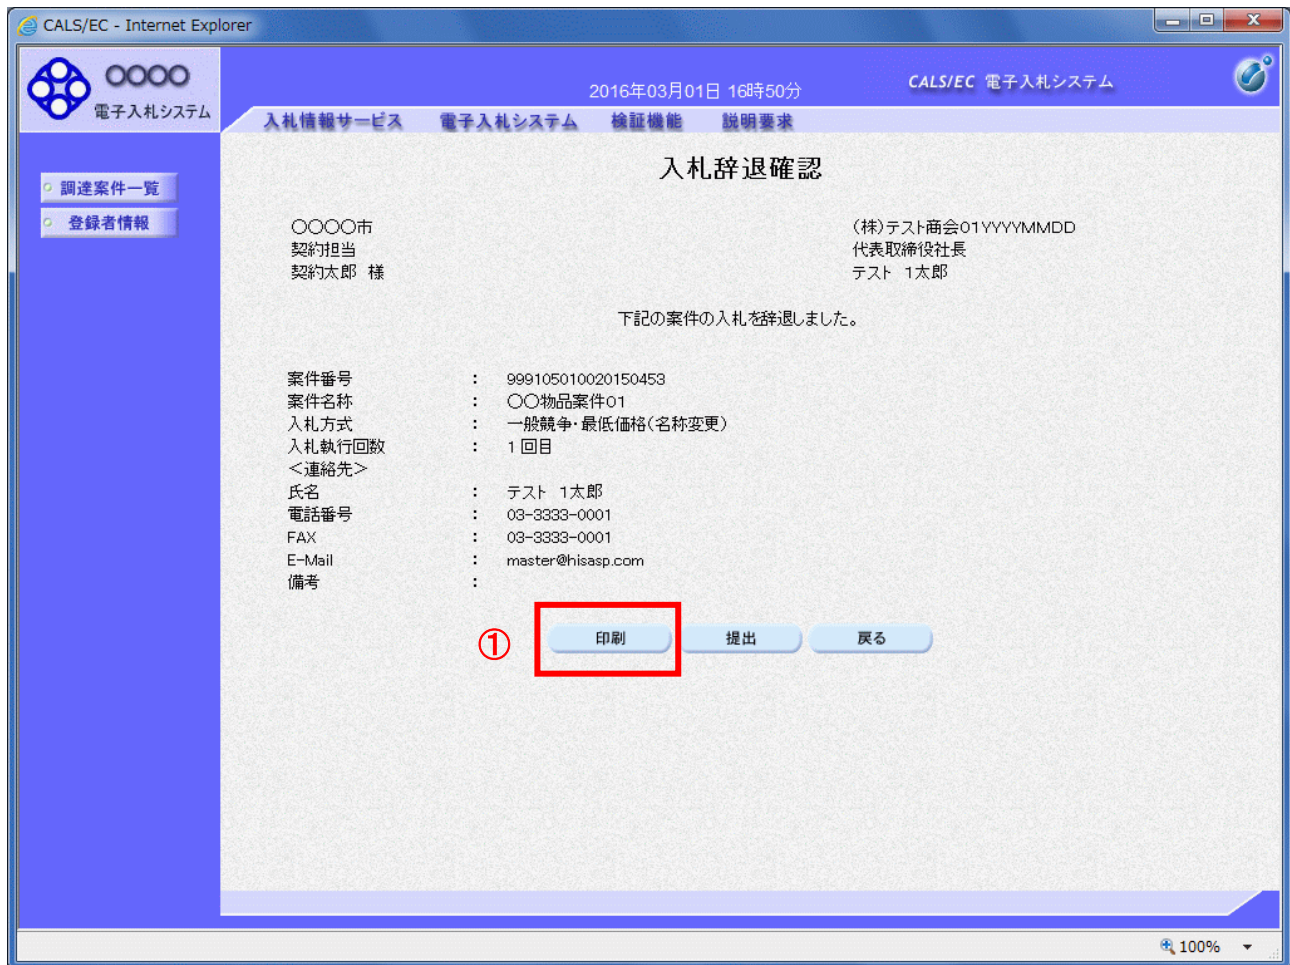 CALS/EC - Internet Explorer
〇〇〇〇
電子入札システム
2016年03月01日 16時50分
CALS/EC 電子入札システム
入札情報サービス 電子入札システム 検証機能 説明要求
調達案件一覧
登録者情報
入札辞退確認
〇〇〇〇市
契約担当
契約太郎 様
(株)テスト商会01YYYYMMDD
代表取締役社長
テスト 1太郎
下記の案件の入札を辞退しました。
案件番号 : 999105010020150453
案件名称 : 〇〇物品案件01
入札方式 : 一般競争・最低価格(名称変更)
入札執行回数 : 1回目
<連絡先>
氏名 : テスト 1太郎
電話番号 : 03-3333-0001
FAX : 03-3333-0001
E-Mail : master@hisasp.com
備考 :
① 印刷 提出 戻る
100%